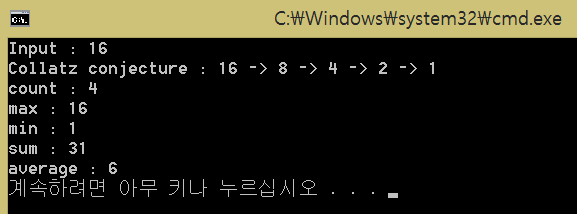 C:\Windows\system32\cmd.exe
Input : 16
Collatz conjecture : 16 -> 8 -> 4 -> 2 -> 1
count : 4
max : 16
min : 1
sum : 31
average : 6
계속하려면 아무 키나 누르십시오 . . .